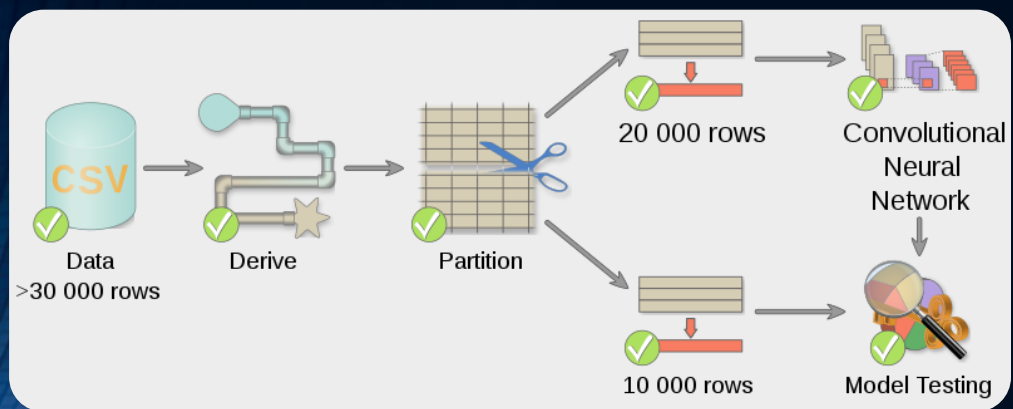 CSV
Data
>30 000 rows
Derive
Partition
20 000 rows
10 000 rows
Convolutional
Neural
Network
Model Testing